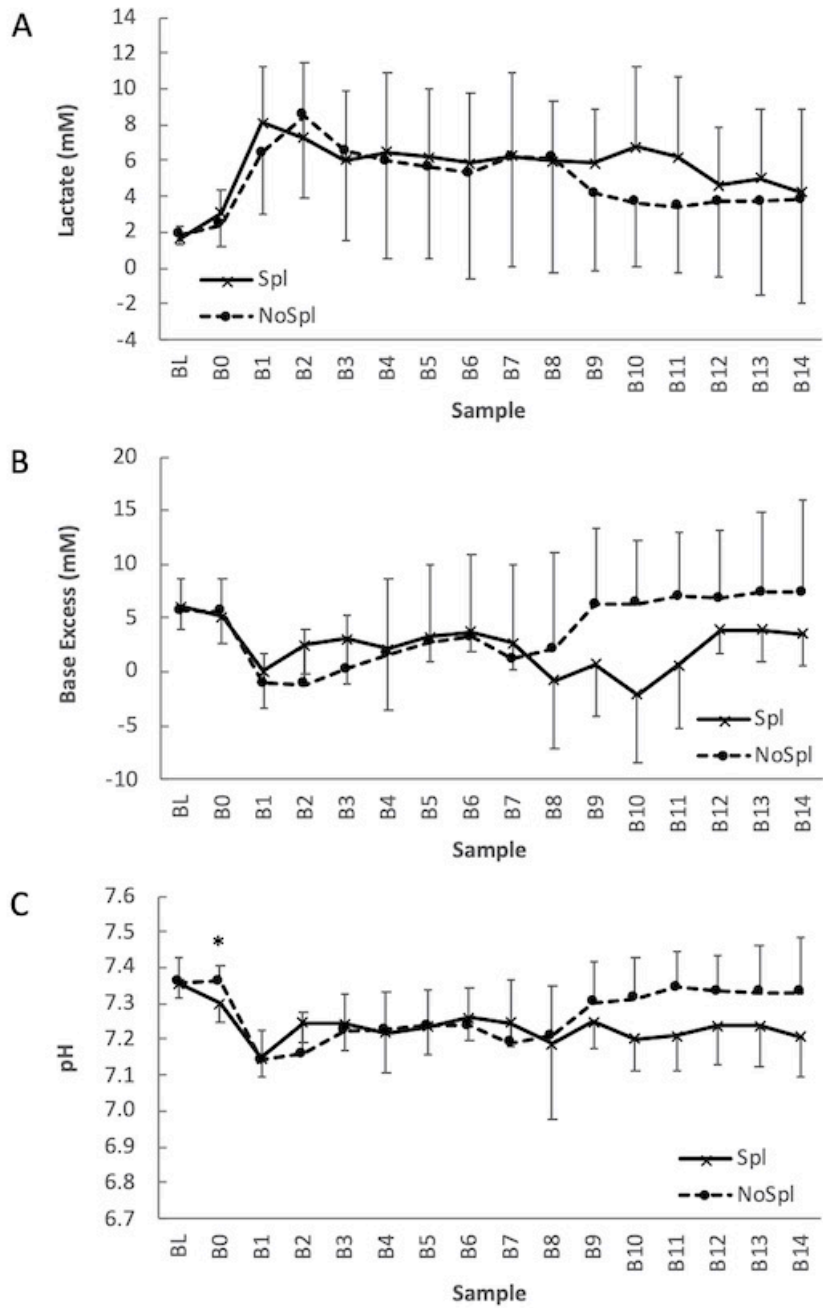 A
Lactate (mM)
14
12
10
8
6
4
2
0
-2
-4
Spl
NoSpl
BL B0 B1 B2 B3 B4 B5 B6 B7 B8 B9 B10 B11 B12 B13 B14
Sample
B
Base Excess (mM)
20
15
10
5
0
-5
-10
Spl
NoSpl
BL B0 B1 B2 B3 B4 B5 B6 B7 B8 B9 B10 B11 B12 B13 B14
Sample
C
pH
7.6
7.5
7.4
7.3
7.2
7.1
7.0
6.9
6.8
6.7
*
Spl
NoSpl
BL B0 B1 B2 B3 B4 B5 B6 B7 B8 B9 B10 B11 B12 B13 B14
Sample